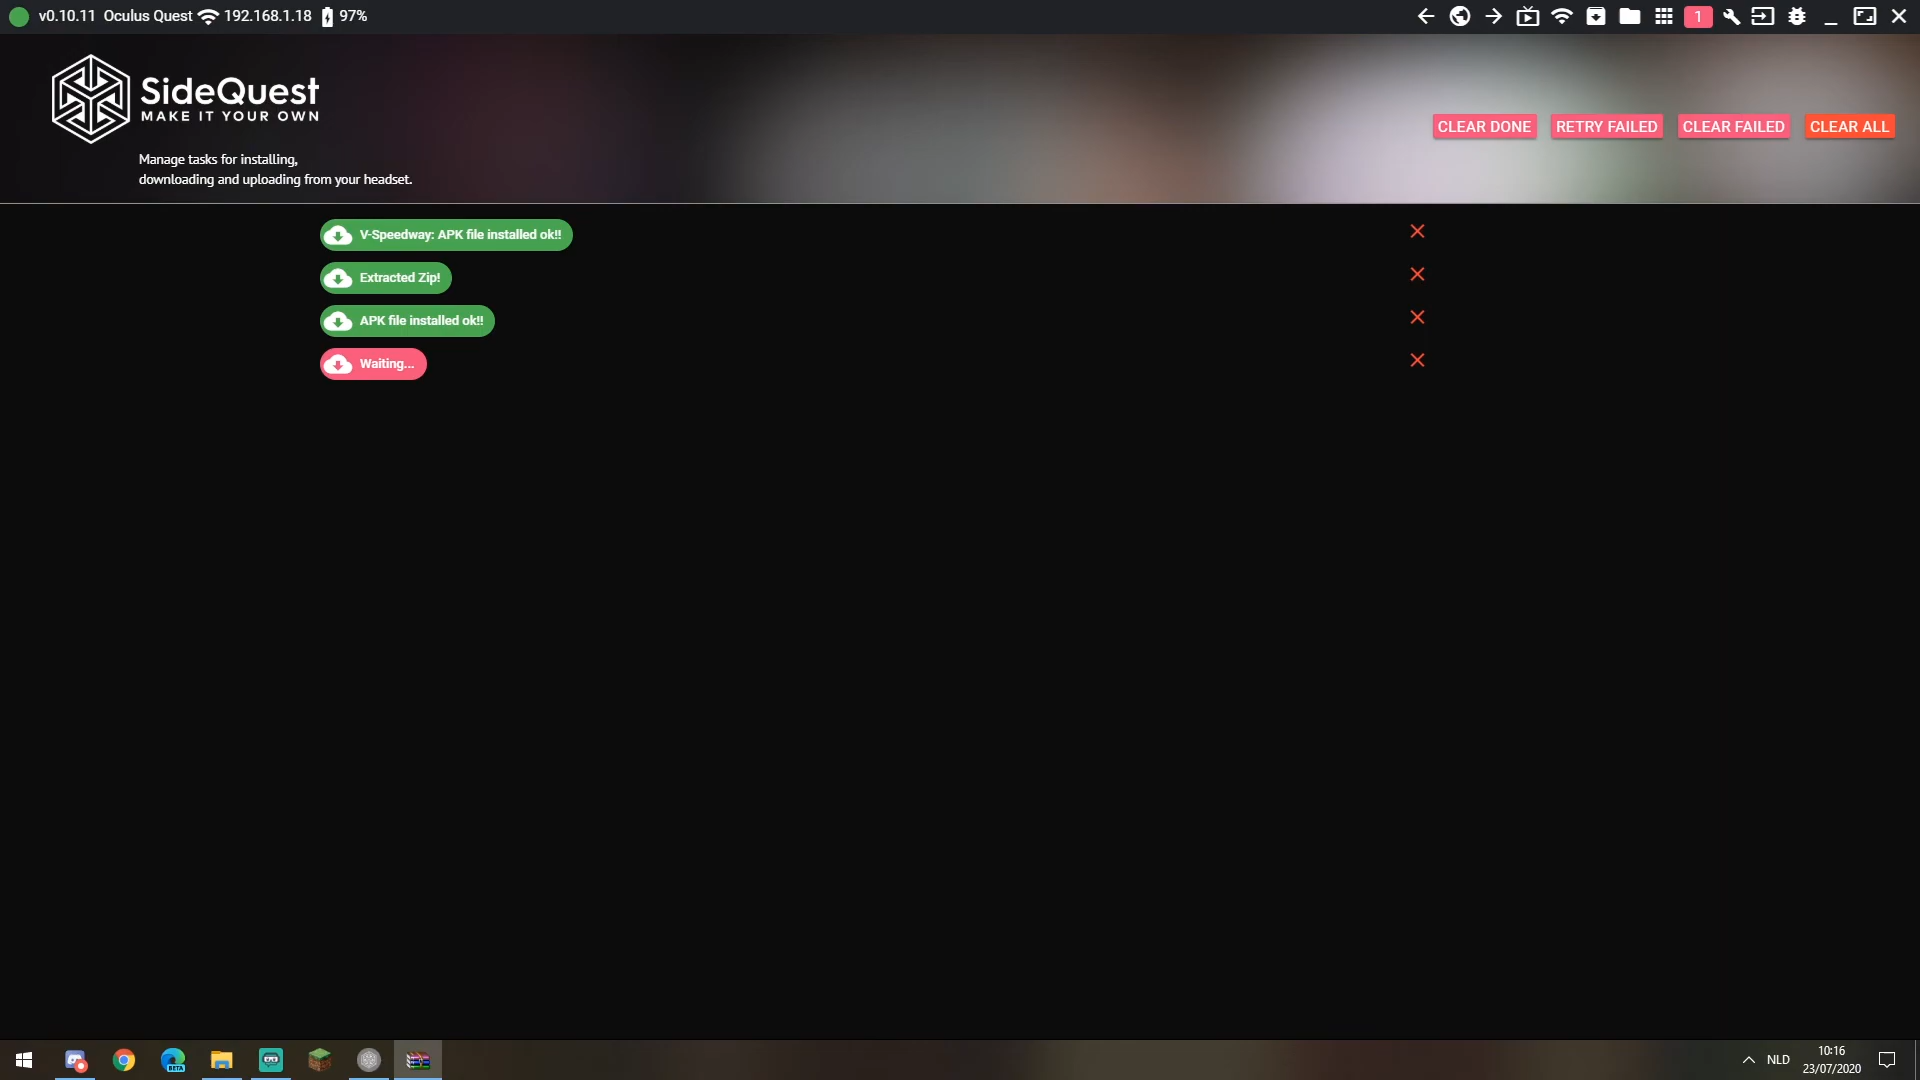 v0.10.11 Oculus Quest 192.168.1.18 97%
1
SideQuest
MAKE IT YOUR OWN
Manage tasks for installing,
downloading and uploading from your headset.
CLEAR DONE
RETRY FAILED
CLEAR FAILED
CLEAR ALL
V-Speedway: APK file installed ok!!
Extracted Zip!
APK file installed ok!!
Waiting...
BETA
NLD
10:16
23/07/2020